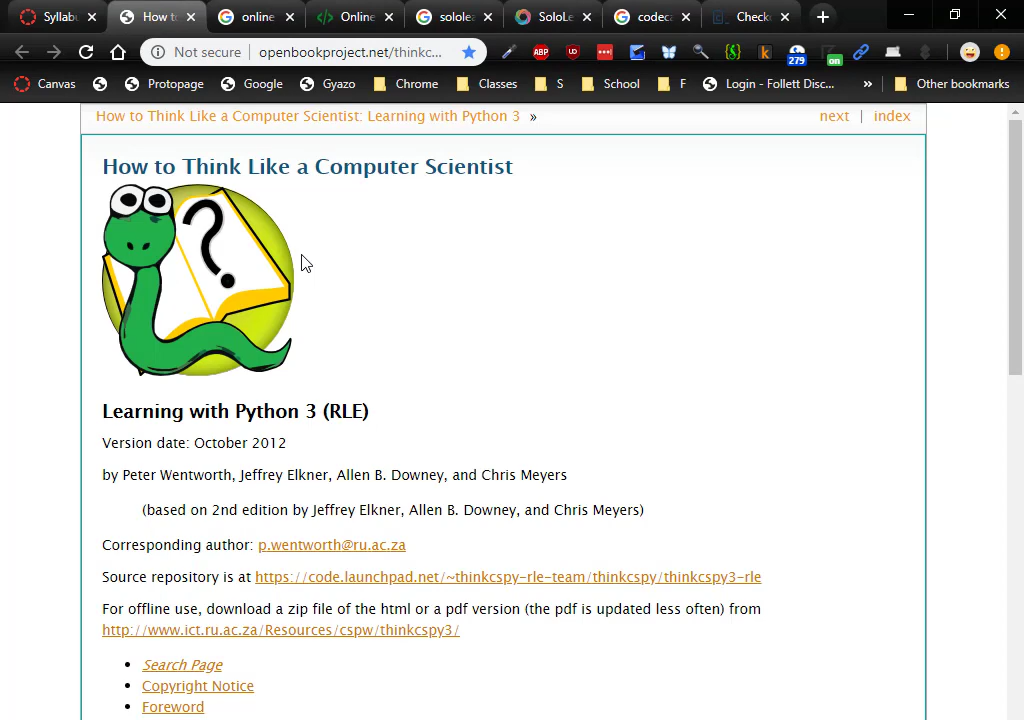 Syllabu
How to
online
Online
solole
SoloLe
codeca
Checko
Not secure
openbookproject.net/thinkc...
ABP
279
on
Canvas
Protopage
Google
Gyazo
Chrome
Classes
S
School
F
Login - Follett Disc...
»
Other bookmarks
How to Think Like a Computer Scientist: Learning with Python 3 »
next | index
How to Think Like a Computer Scientist
?
Learning with Python 3 (RLE)
Version date: October 2012
by Peter Wentworth, Jeffrey Elkner, Allen B. Downey, and Chris Meyers
(based on 2nd edition by Jeffrey Elkner, Allen B. Downey, and Chris Meyers)
Corresponding author: p.wentworth@ru.ac.za
Source repository is at https://code.launchpad.net/~thinkcspy-rle-team/thinkcspy/thinkcspy3-rle
For offline use, download a zip file of the html or a pdf version (the pdf is updated less often) from
http://www.ict.ru.ac.za/Resources/cspw/thinkcspy3/
• Search Page
• Copyright Notice
• Foreword